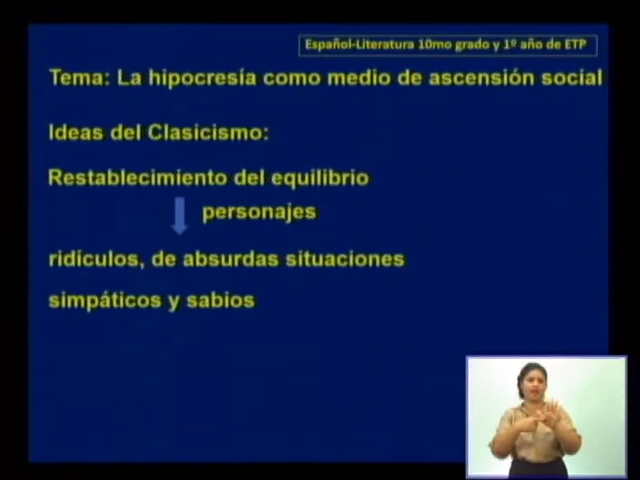 Español-Literatura 10mo grado y 1º año de ETP
Tema: La hipocresía como medio de ascensión social
Ideas del Clasicismo:
Restablecimiento del equilibrio
personajes
ridículos, de absurdas situaciones
simpáticos y sabios